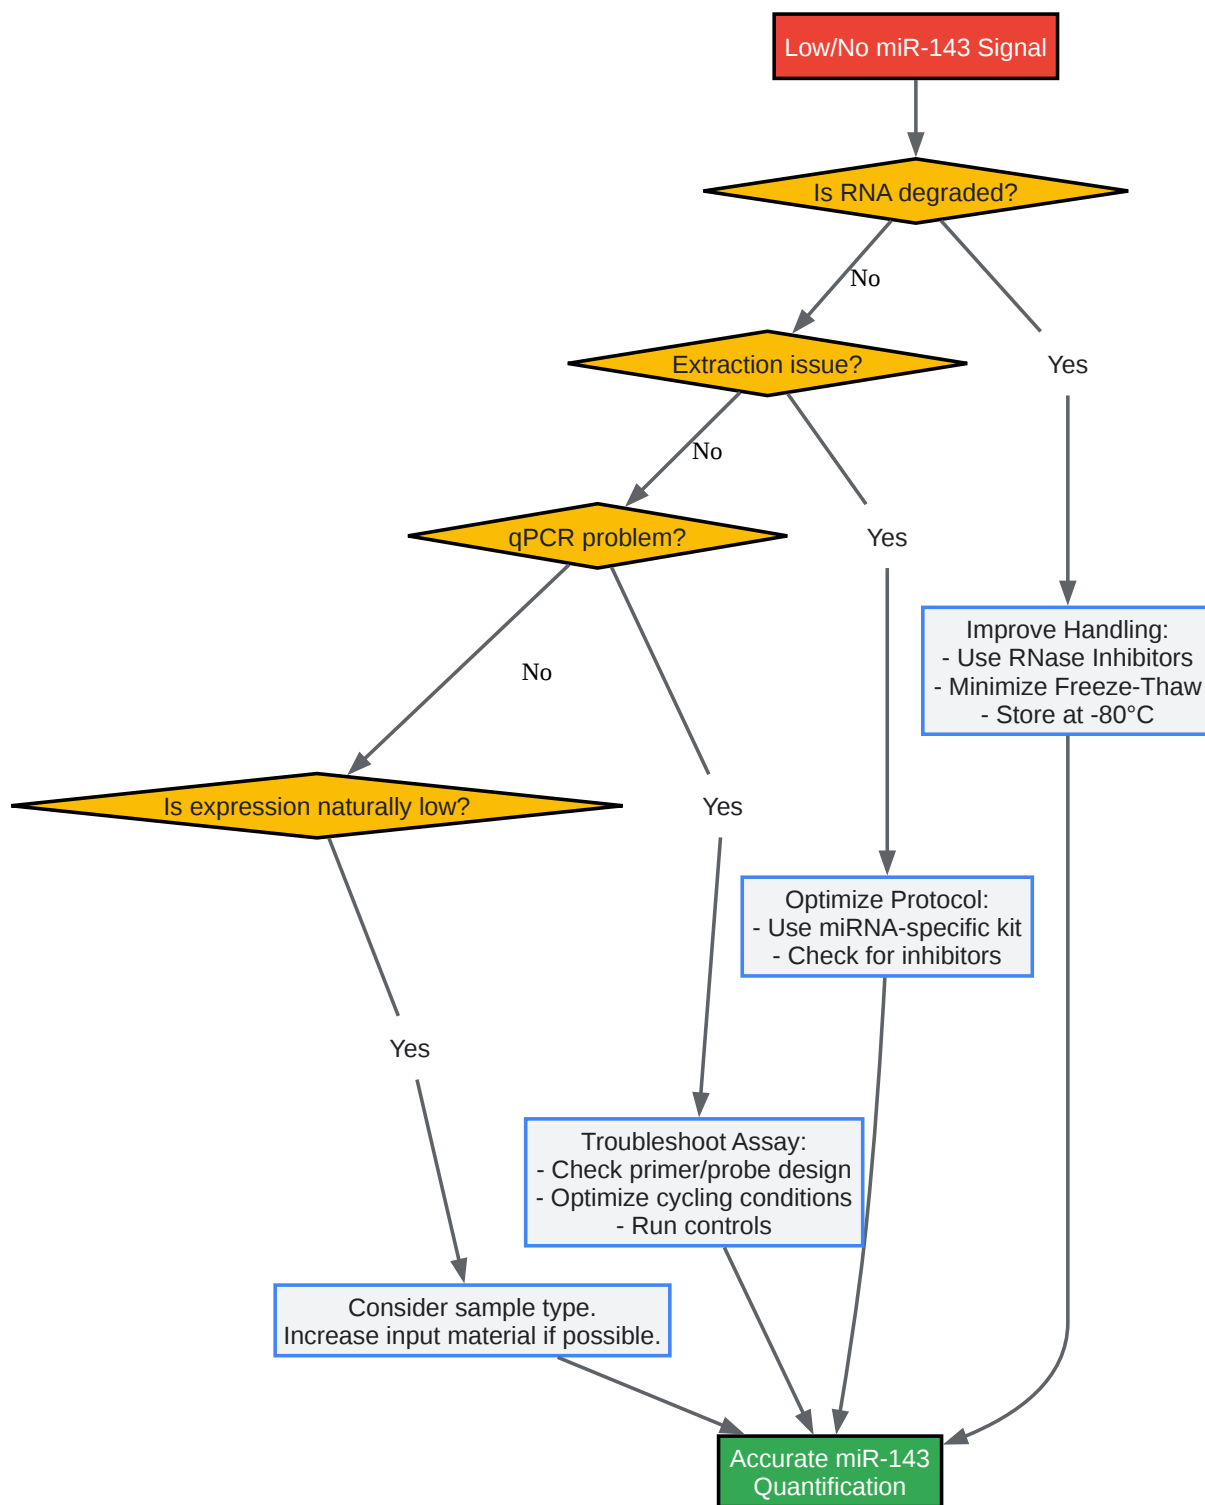 Low/No miR-143 Signal
Is RNA degraded?
No
Extraction issue?
Yes
No
qPCR problem?
Yes
Improve Handling:
- Use RNase Inhibitors
- Minimize Freeze-Thaw
- Store at -80°C
No
Is expression naturally low?
Yes
Optimize Protocol:
- Use miRNA-specific kit
- Check for inhibitors
Yes
Troubleshoot Assay:
- Check primer/probe design
- Optimize cycling conditions
- Run controls
Consider sample type.
Increase input material if possible.
Accurate miR-143
Quantification